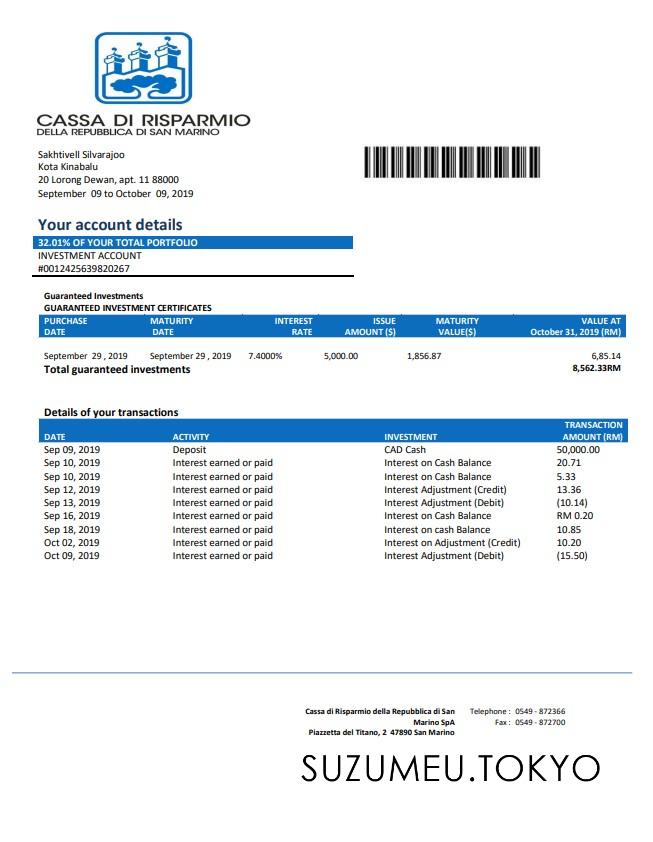 CASSA DI RISPARMIO
DELLA REPUBBLICA DI SAN MARINO
Sakhtivell Silvarajoo
Kota Kinabalu
20 Lorong Dewan, apt. 11 88000
September 09 to October 09, 2019
Your account details
32.01% OF YOUR TOTAL PORTFOLIO
INVESTMENT ACCOUNT
#0012425639820267
Guaranteed Investments
GUARANTEED INVESTMENT CERTIFICATES
PURCHASE DATE MATURITY DATE INTEREST RATE ISSUE AMOUNT ($) MATURITY VALUE($) VALUE AT October 31, 2019 (RM)
September 29 , 2019 September 29 , 2019 7.4000% 5,000.00 1,856.87 6,85.14
Total guaranteed investments 8,562.33RM
Details of your transactions
DATE ACTIVITY INVESTMENT TRANSACTION AMOUNT (RM)
Sep 09, 2019 Deposit CAD Cash 50,000.00
Sep 10, 2019 Interest earned or paid Interest on Cash Balance 20.71
Sep 10, 2019 Interest earned or paid Interest on Cash Balance 5.33
Sep 12, 2019 Interest earned or paid Interest Adjustment (Credit) 13.36
Sep 13, 2019 Interest earned or paid Interest Adjustment (Debit) (10.14)
Sep 16, 2019 Interest earned or paid Interest on Cash Balance RM 0.20
Sep 18, 2019 Interest earned or paid Interest on cash Balance 10.85
Oct 02, 2019 Interest earned or paid Interest on Adjustment (Credit) 10.20
Oct 09, 2019 Interest earned or paid Interest Adjustment (Debit) (15.50)
Cassa di Risparmio della Repubblica di San Telephone : 0549 - 872366
Marino SpA Fax : 0549 - 872700
Piazzetta del Titano, 2 47890 San Marino
SUZUMEU.TOKYO